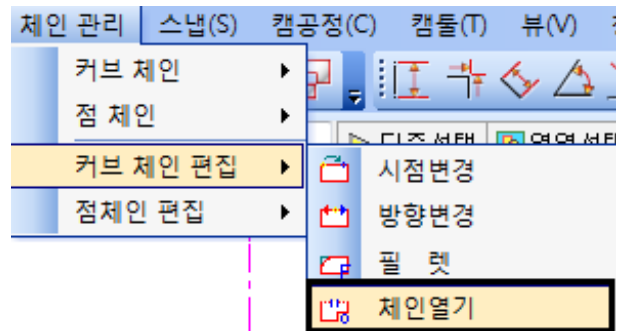 체인 관리 스냅(S) 캠공정(C) 캠툴(T) 뷰(V)
커브 체인
점 체인
커브 체인 편집
시점변경
점체인 편집
방향변경
필 렛
체인열기